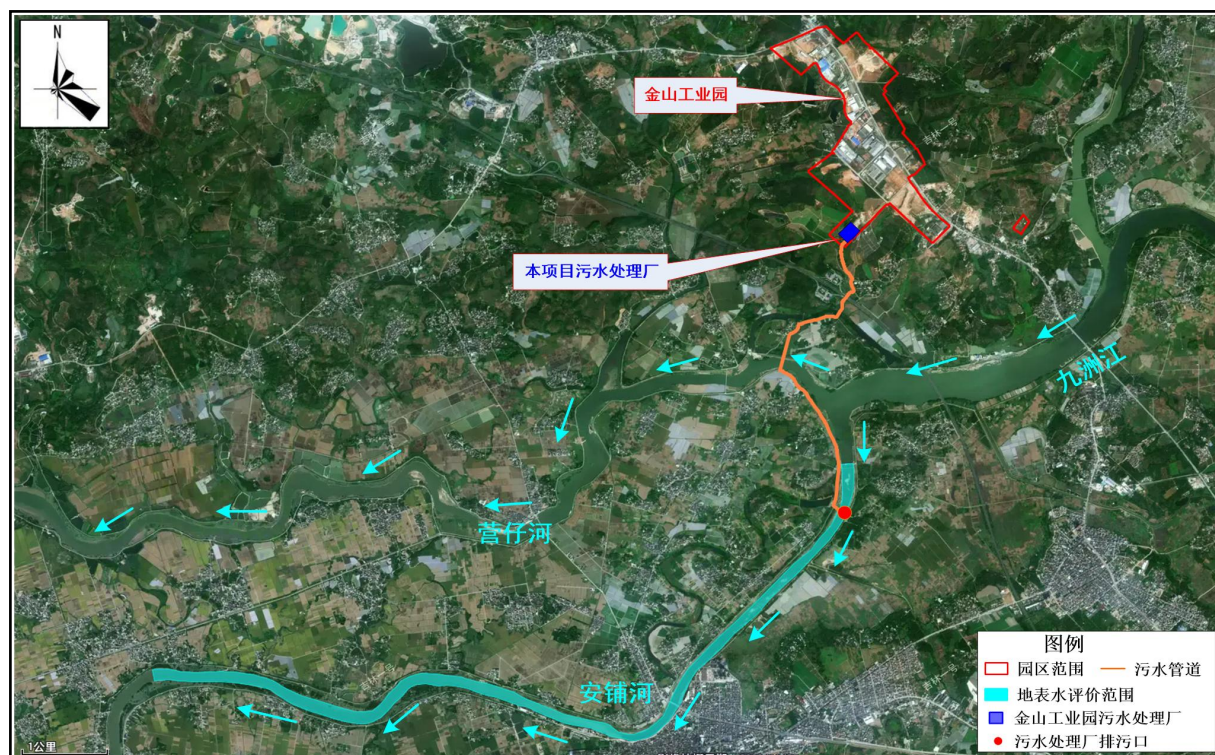 N
金山工业园
本项目污水处理厂
九洲江
营仔河
安铺河
1公里
图例
园区范围
污水管道
地表水评价范围
金山工业园污水处理厂
污水处理厂排污口